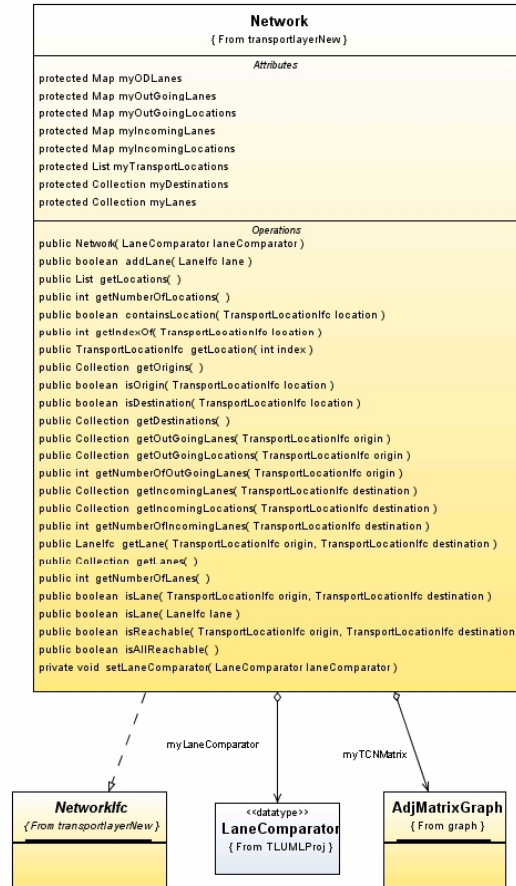 Network
{ From transportlayerNew }
Attributes
protected Map myODLanes
protected Map myOutGoingLanes
protected Map myOutGoingLocations
protected Map myIncomingLanes
protected Map myIncomingLocations
protected List myTransportLocations
protected Collection myDestinations
protected Collection myLanes
Operations
public Network( LaneComparator laneComparator )
public boolean addLane( LaneIfc lane )
public List getLocations( )
public int getNumberOfLocations( )
public boolean containsLocation( TransportLocationIfc location )
public int getIndexOf( TransportLocationIfc location )
public TransportLocationIfc getLocation( int index )
public Collection getOrigins( )
public boolean isOrigin( TransportLocationIfc location )
public boolean isDestination( TransportLocationIfc location )
public Collection getDestinations( )
public Collection getOutGoingLanes( TransportLocationIfc origin )
public Collection getOutGoingLocations( TransportLocationIfc origin )
public int getNumberOfOutGoingLanes( TransportLocationIfc origin )
public Collection getIncomingLanes( TransportLocationIfc destination )
public Collection getIncomingLocations( TransportLocationIfc destination )
public int getNumberOfIncomingLanes( TransportLocationIfc destination )
public LaneIfc getLane( TransportLocationIfc origin, TransportLocationIfc destination )
public Collection getLanes( )
public int getNumberOfLanes( )
public boolean isLane( TransportLocationIfc origin, TransportLocationIfc destination )
public boolean isLane( LaneIfc lane )
public boolean isReachable( TransportLocationIfc origin, TransportLocationIfc destination
public boolean isAllReachable( )
private void setLaneComparator( LaneComparator laneComparator )
myLaneComparator
myTCNMatrix
NetworkIfc
{ From transportlayerNew }
<<datatype>>
LaneComparator
{ From TLUMLProj }
AdjMatrixGraph
{ From graph }